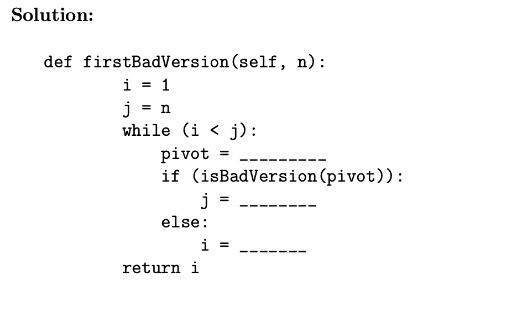 Solution:
def firstBadVersion(self, n):
i = 1
j = n
while (i < j):
pivot = _________
if (isBadVersion(pivot)):
j = ________
else:
i = _______
return i